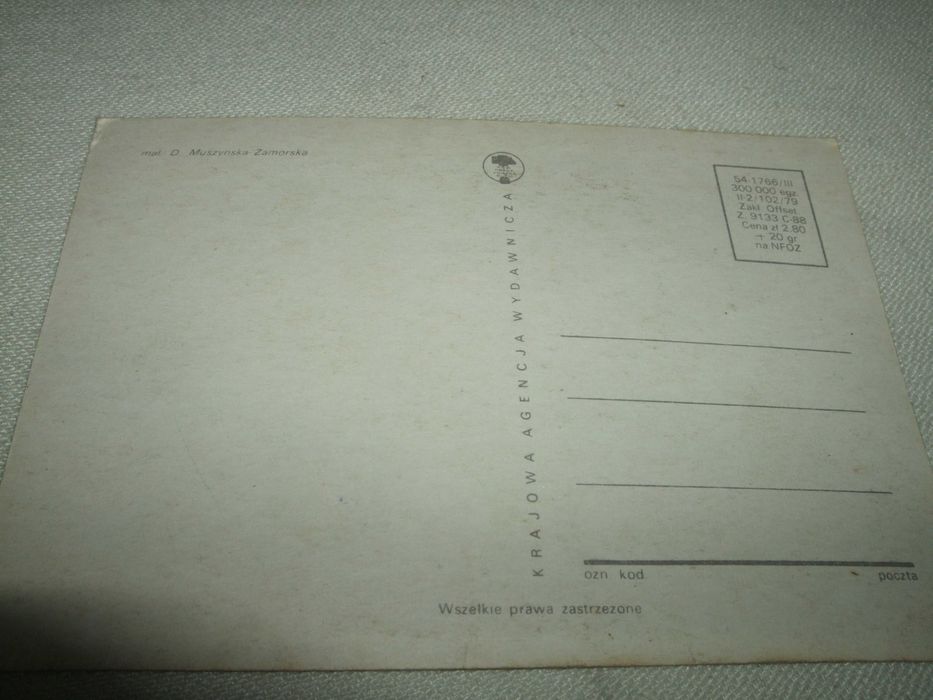 mal. D. Muszyńska-Zamorska
54-1766/III
300 000 egz.
II-2/102/79
Zakl. Offset
Z. 9133 C-88
Cena zł 2.80
+ 20 gr
na NFOZ
KRAJOWA AGENCJA WYDAWNICZA
ozn kod
poczta
Wszelkie prawa zastrzeżone